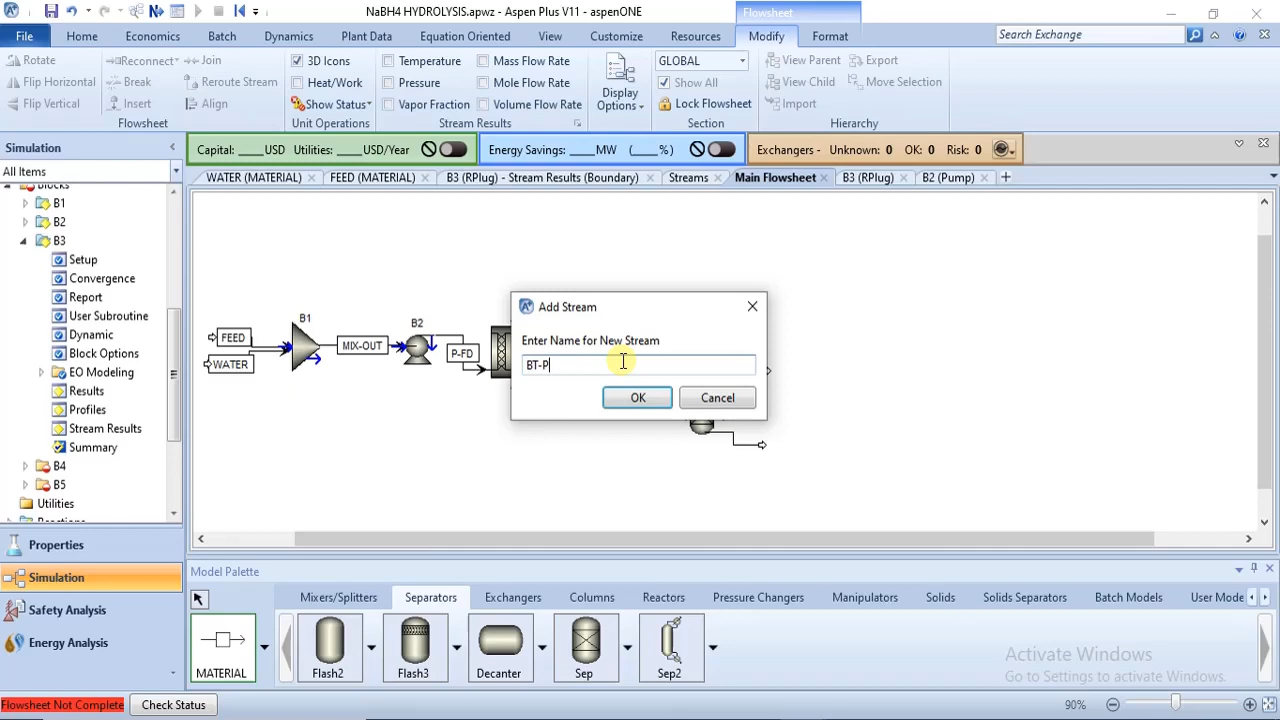 NaBH4 HYDROLYSIS.apwz - Aspen Plus V11 - aspenONE
Flowsheet
File Home Economics Batch Dynamics Plant Data Equation Oriented View Customize Resources Modify Format Search Exchange
Rotate Reconnect Join 3D Icons Temperature Mass Flow Rate GLOBAL View Parent Export
Flip Horizontal Break Reroute Stream Heat/Work Pressure Mole Flow Rate Show All View Child Move Selection
Flip Vertical Insert Align Show Status Vapor Fraction Volume Flow Rate Display Options Lock Flowsheet Import
Flowsheet Unit Operations Stream Results Section Hierarchy
Simulation Capital: ____USD Utilities: ____USD/Year Energy Savings: ____MW (____%) Exchangers - Unknown: 0 OK: 0 Risk: 0
All Items WATER (MATERIAL) FEED (MATERIAL) B3 (RPlug) - Stream Results (Boundary) Streams Main Flowsheet B3 (RPlug) B2 (Pump) +
Blocks
B1
B2
B3
Setup
Convergence
Report
User Subroutine
Dynamic
Block Options
EO Modeling
Results
Profiles
Stream Results
Summary
B4
B5
Utilities
Reactions
FEED
WATER
B1
MIX-OUT
B2
P-FD
Add Stream
Enter Name for New Stream
BT-P
OK Cancel
Properties
Simulation
Safety Analysis
Energy Analysis
Model Palette
Mixers/Splitters Separators Exchangers Columns Reactors Pressure Changers Manipulators Solids Solids Separators Batch Models User Mode
MATERIAL Flash2 Flash3 Decanter Sep Sep2
Activate Windows
Go to Settings to activate Windows.
Flowsheet Not Complete Check Status 90%